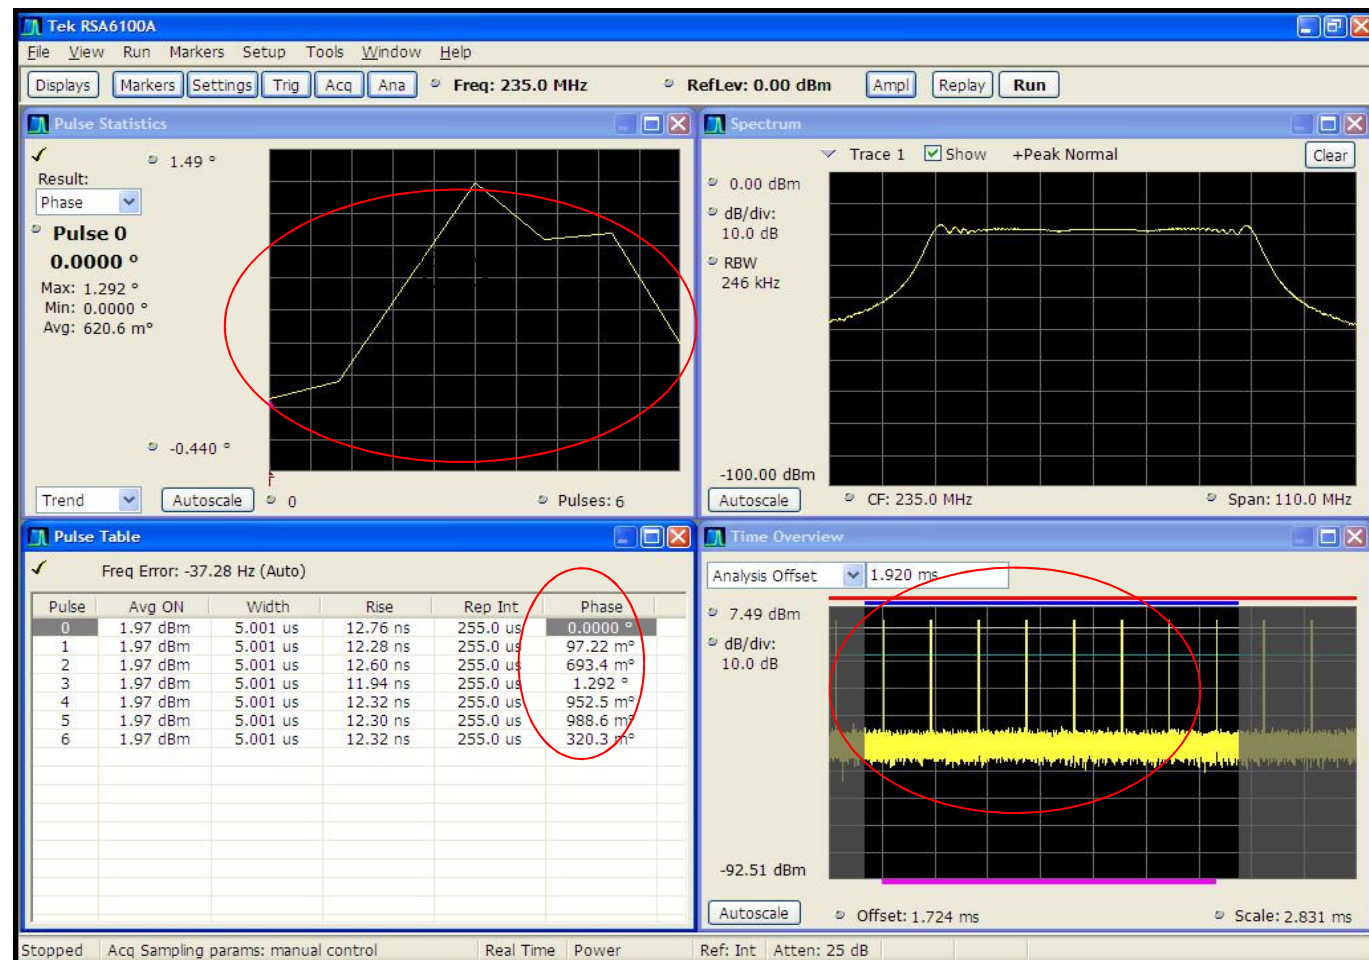 Tek RSA6100A
File View Run Markers Setup Tools Window Help
Displays Markers Settings Trig Acq Ana Freq: 235.0 MHz RefLev: 0.00 dBm Ampl Replay Run
Pulse Statistics
1.49 °
Result:
Phase
Pulse 0
0.0000 °
Max: 1.292 °
Min: 0.0000 °
Avg: 620.6 m°
-0.440 °
Trend Autoscale 0 Pulses: 6
Spectrum
Trace 1 Show +Peak Normal Clear
0.00 dBm
dB/div:
10.0 dB
RBW
246 kHz
-100.00 dBm
Autoscale CF: 235.0 MHz Span: 110.0 MHz
Pulse Table
Freq Error: -37.28 Hz (Auto)
Pulse Avg ON Width Rise Rep Int Phase
0 1.97 dBm 5.001 us 12.76 ns 255.0 us 0.0000 °
1 1.97 dBm 5.001 us 12.28 ns 255.0 us 97.22 m°
2 1.97 dBm 5.001 us 12.60 ns 255.0 us 693.4 m°
3 1.97 dBm 5.001 us 11.94 ns 255.0 us 1.292 °
4 1.97 dBm 5.001 us 12.32 ns 255.0 us 952.5 m°
5 1.97 dBm 5.001 us 12.30 ns 255.0 us 988.6 m°
6 1.97 dBm 5.001 us 12.32 ns 255.0 us 320.3 m°
Time Overview
Analysis Offset 1.920 ms
7.49 dBm
dB/div:
10.0 dB
-92.51 dBm
Autoscale Offset: 1.724 ms Scale: 2.831 ms
Stopped Acq Sampling params: manual control Real Time Power Ref: Int Atten: 25 dB